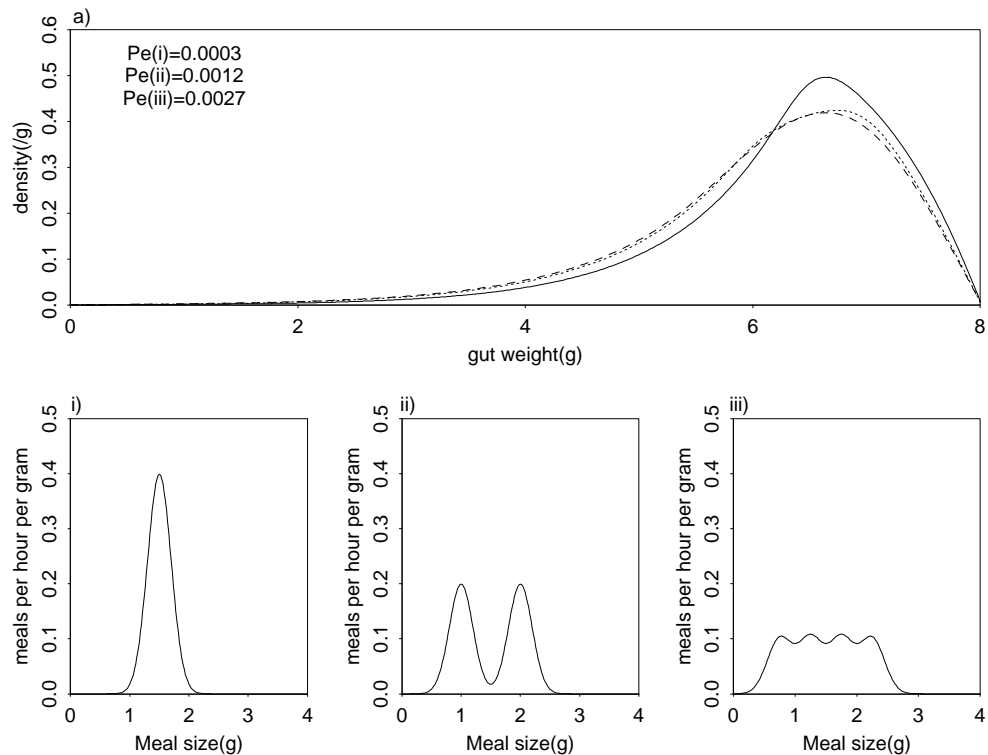 a)
Pe(i)=0.0003
Pe(ii)=0.0012
Pe(iii)=0.0027
density(/g)
0.0 0.1 0.2 0.3 0.4 0.5 0.6
0 2 4 6 8
gut weight(g)
i)
meals per hour per gram
0.0 0.1 0.2 0.3 0.4 0.5
0 1 2 3 4
Meal size(g)
ii)
meals per hour per gram
0.0 0.1 0.2 0.3 0.4 0.5
0 1 2 3 4
Meal size(g)
iii)
meals per hour per gram
0.0 0.1 0.2 0.3 0.4 0.5
0 1 2 3 4
Meal size(g)